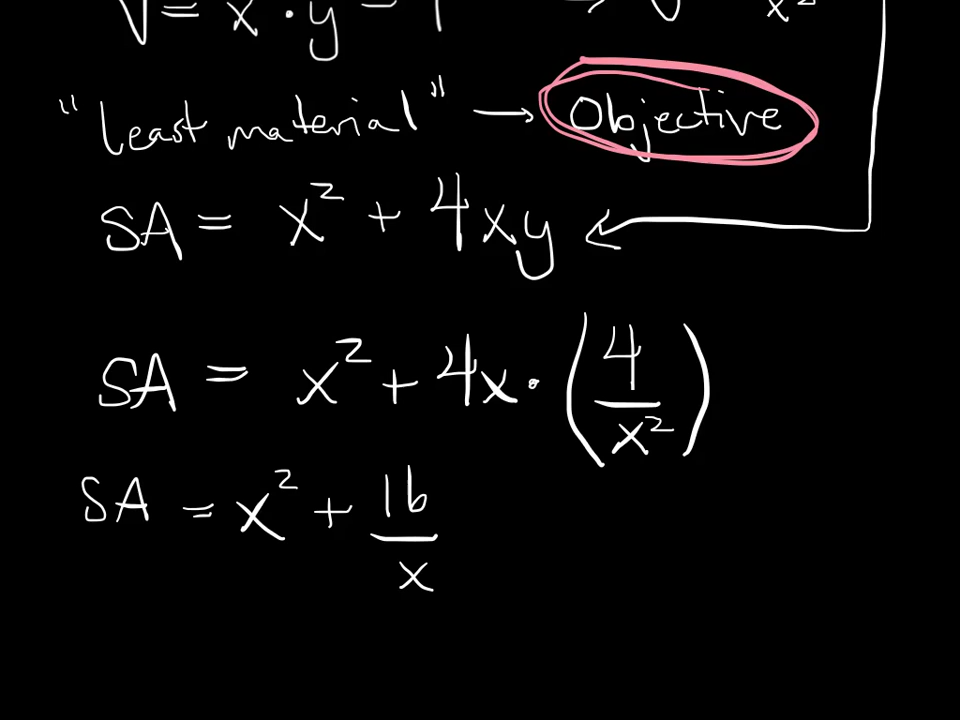 V = x · y =
"Least material" → Objective
SA = x² + 4xy
SA = x² + 4x · (4/x²)
SA = x² + 16/x